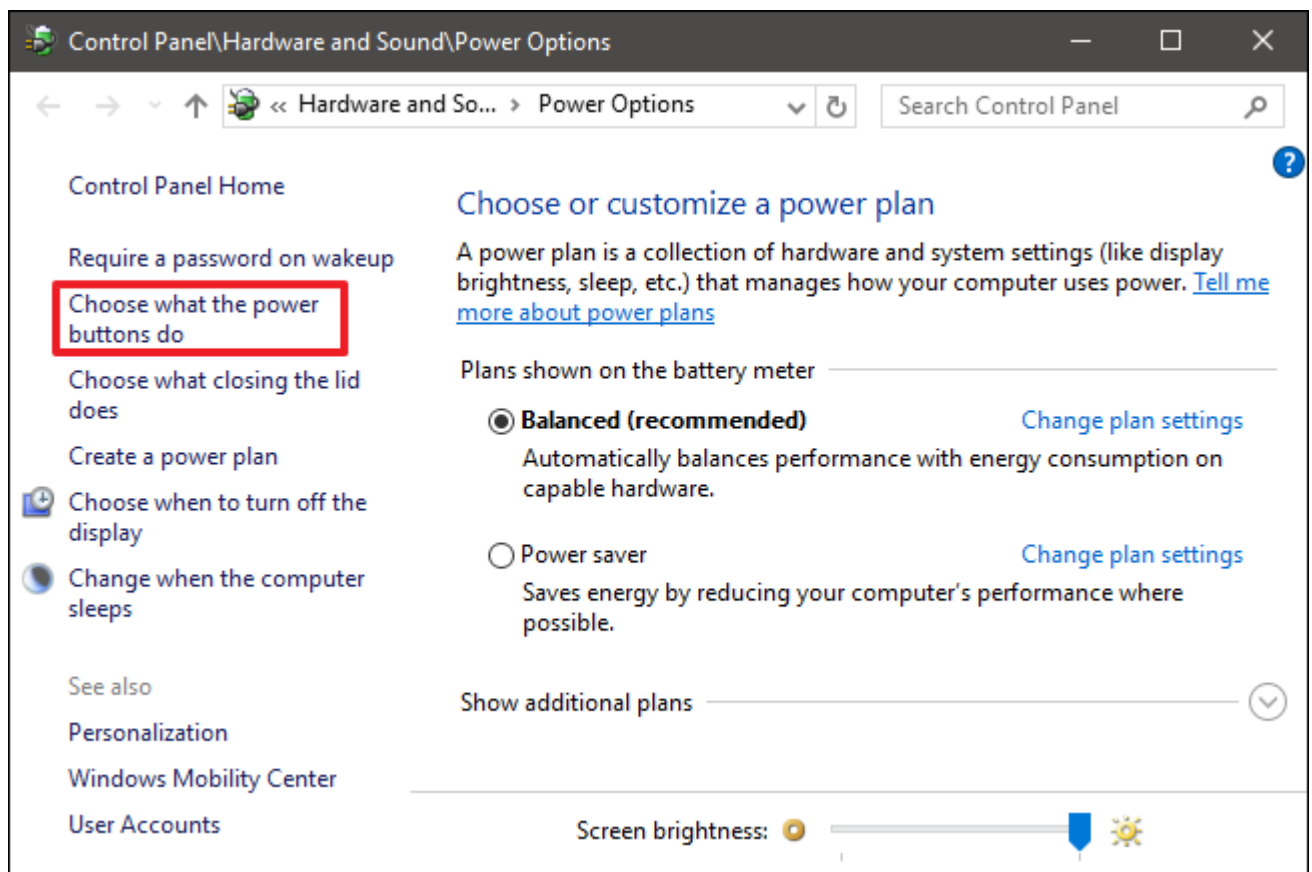 Control Panel\Hardware and Sound\Power Options
« Hardware and So... › Power Options
Search Control Panel
Control Panel Home
Require a password on wakeup
Choose what the power
buttons do
Choose what closing the lid
does
Create a power plan
Choose when to turn off the
display
Change when the computer
sleeps
See also
Personalization
Windows Mobility Center
User Accounts
?
Choose or customize a power plan
A power plan is a collection of hardware and system settings (like display
brightness, sleep, etc.) that manages how your computer uses power. Tell me
more about power plans
Plans shown on the battery meter
Balanced (recommended) Change plan settings
Automatically balances performance with energy consumption on
capable hardware.
Power saver Change plan settings
Saves energy by reducing your computer’s performance where
possible.
Show additional plans
Screen brightness: